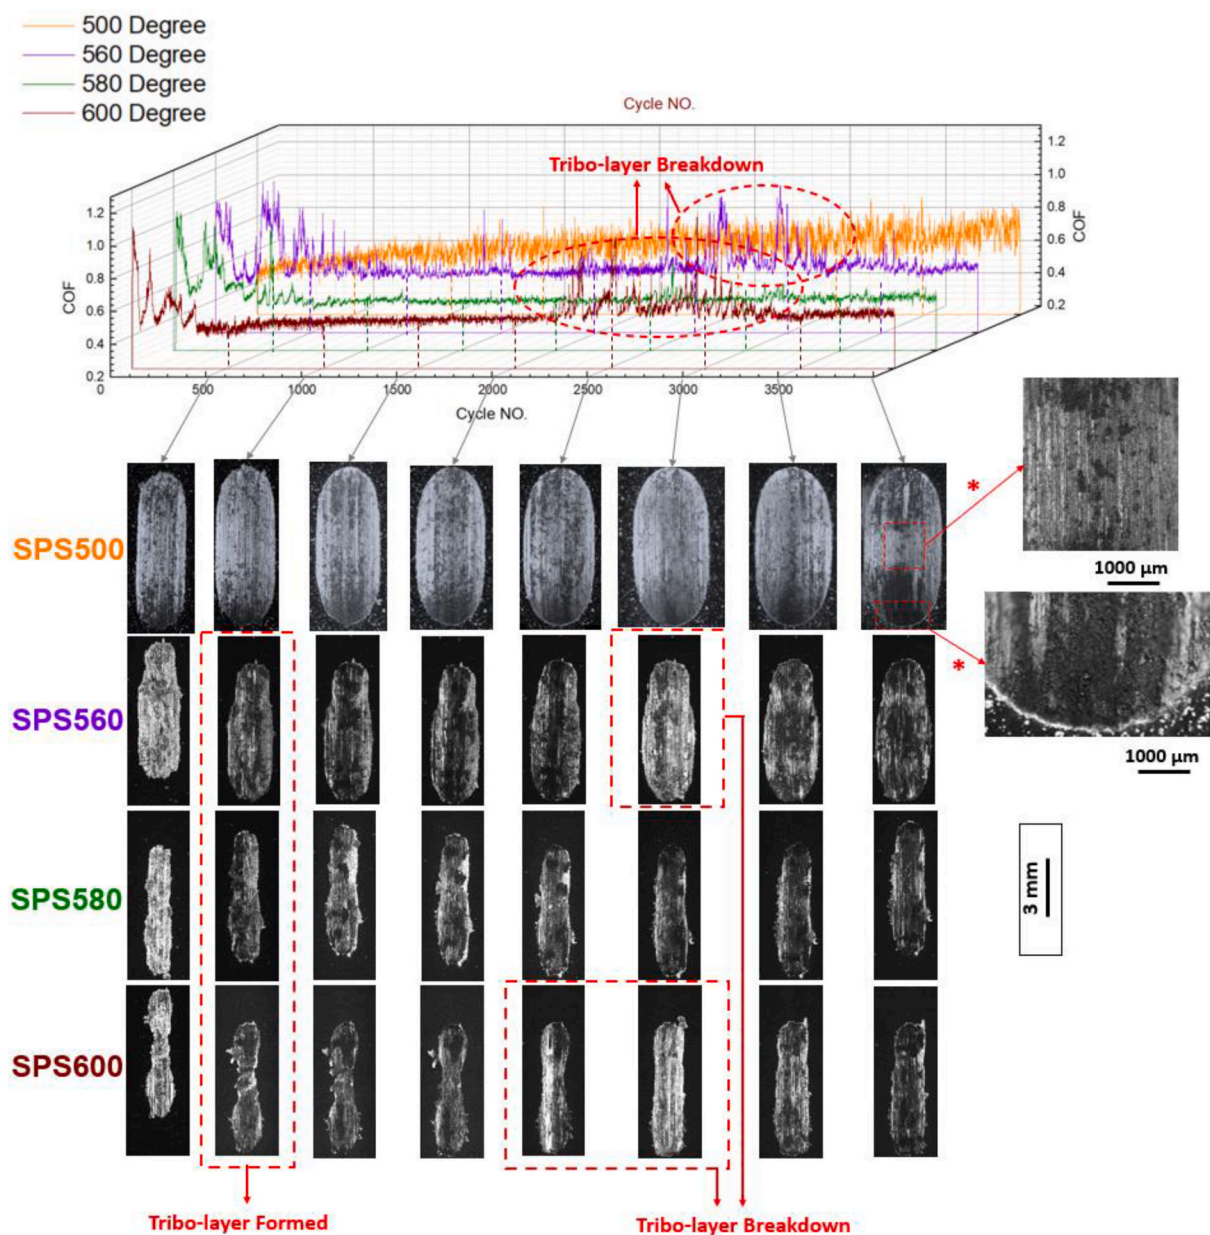 500 Degree
560 Degree
580 Degree
600 Degree
Cycle NO.
Tribo-layer Breakdown
1.2
1.0
0.8
0.6
0.4
0.2
COF
1.2
1.0
0.8
0.6
0.4
0.2
COF
0
500
1000
1500
2000
2500
3000
3500
Cycle NO.
SPS500
*
1000 µm
*
1000 µm
SPS560
SPS580
3 mm
SPS600
Tribo-layer Formed
Tribo-layer Breakdown